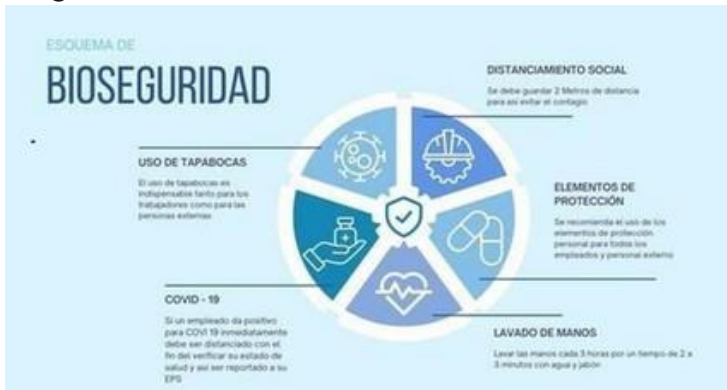 ESQUEMA DE
BIOSEGURIDAD
DISTANCIAMIENTO SOCIAL
Se debe guardar 2 Metros de distancia
para asi evitar el contagio
USO DE TAPABOCAS
El uso de tapabocas es
indispensable tanto para los
trabajadores como para las
personas externas
ELEMENTOS DE
PROTECCIÓN
Se recomienda el uso de los
elementos de protección
personal para todos los
empleados y personal externo
COVID - 19
Si un empleado da positivo
para COVI 19 inmediatamente
debe ser distanciado con el
fin del verificar su estado de
salud y asi ser reportado a su
EPS
LAVADO DE MANOS
Lavar las manos cada 3 horas por un tiempo de 2 a
3 minutos con agua y jabón